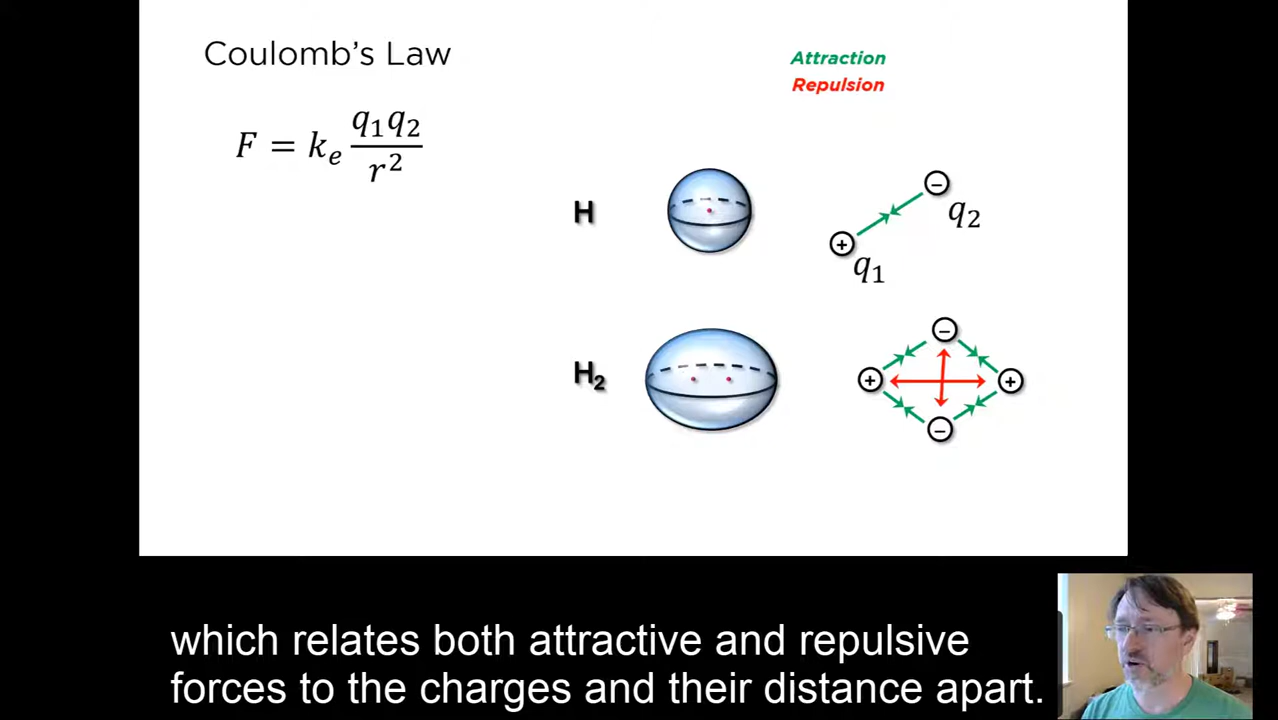 Coulomb's Law
Attraction
Repulsion
F = kₑ q₁q₂ / r²
H
−
q₂
+
q₁
H₂
−
+ +
−
which relates both attractive and repulsive
forces to the charges and their distance apart.